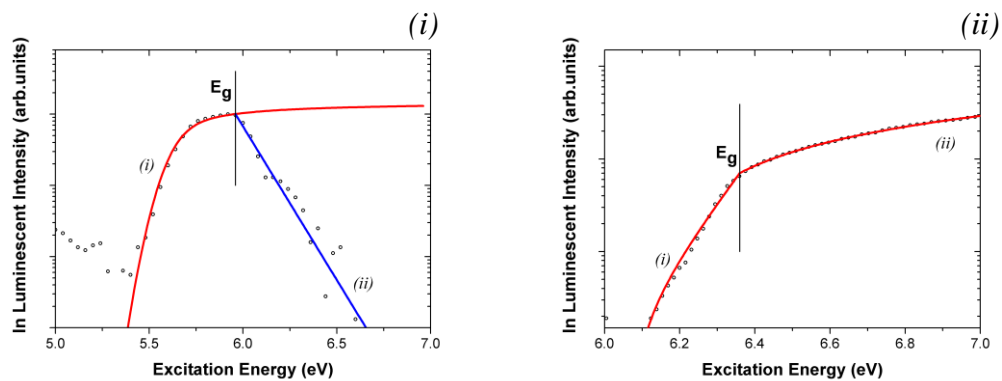 (i)
ln Luminescent Intensity (arb.units)
E_g
(i)
(ii)
5.0 5.5 6.0 6.5 7.0
Excitation Energy (eV)
(ii)
ln Luminescent Intensity (arb.units)
E_g
(ii)
(i)
6.0 6.2 6.4 6.6 6.8 7.0
Excitation Energy (eV)